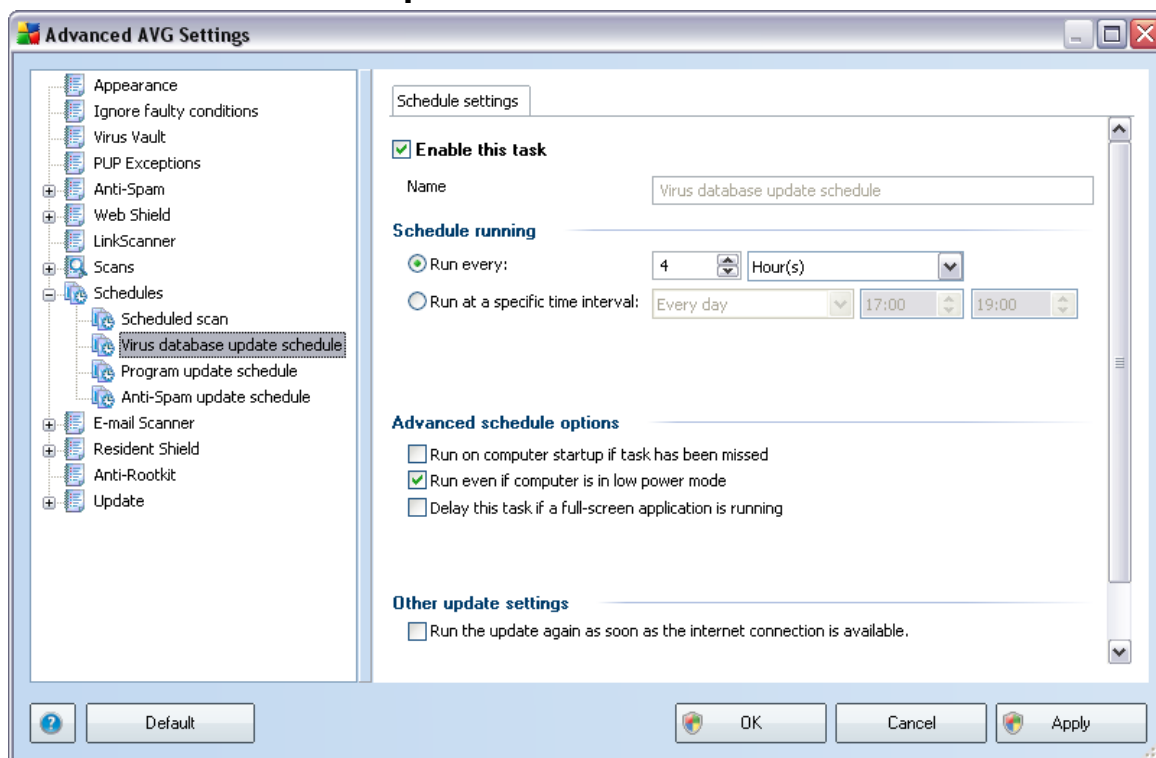 Advanced AVG Settings
Appearance
Ignore faulty conditions
Virus Vault
PUP Exceptions
Anti-Spam
Web Shield
LinkScanner
Scans
Schedules
Scheduled scan
Virus database update schedule
Program update schedule
Anti-Spam update schedule
E-mail Scanner
Resident Shield
Anti-Rootkit
Update
Schedule settings
Enable this task
Name Virus database update schedule
Schedule running
Run every: 4 Hour(s)
Run at a specific time interval: Every day 17:00 19:00
Advanced schedule options
Run on computer startup if task has been missed
Run even if computer is in low power mode
Delay this task if a full-screen application is running
Other update settings
Run the update again as soon as the internet connection is available.
? Default OK Cancel Apply